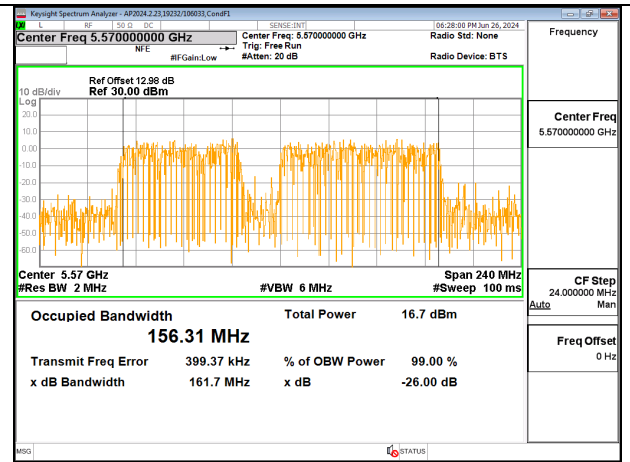 Keysight Spectrum Analyzer - AP2024.2.23,19232/106033,CondF1
L RF 50 Ω DC SENSE:INT 06:28:00 PM Jun 26, 2024
Center Freq 5.570000000 GHz
NFE
#IFGain:Low
Center Freq: 5.570000000 GHz
Trig: Free Run
#Atten: 20 dB
Radio Std: None
Radio Device: BTS
Ref Offset 12.98 dB
10 dB/div Ref 30.00 dBm
Log
20.0
10.0
0.00
-10.0
-20.0
-30.0
-40.0
-50.0
-60.0
Center 5.57 GHz Span 240 MHz
#Res BW 2 MHz #VBW 6 MHz #Sweep 100 ms
Occupied Bandwidth Total Power 16.7 dBm
156.31 MHz
Transmit Freq Error 399.37 kHz % of OBW Power 99.00 %
x dB Bandwidth 161.7 MHz x dB -26.00 dB
MSG STATUS
Frequency
Center Freq
5.570000000 GHz
CF Step
24.000000 MHz
Auto Man
Freq Offset
0 Hz